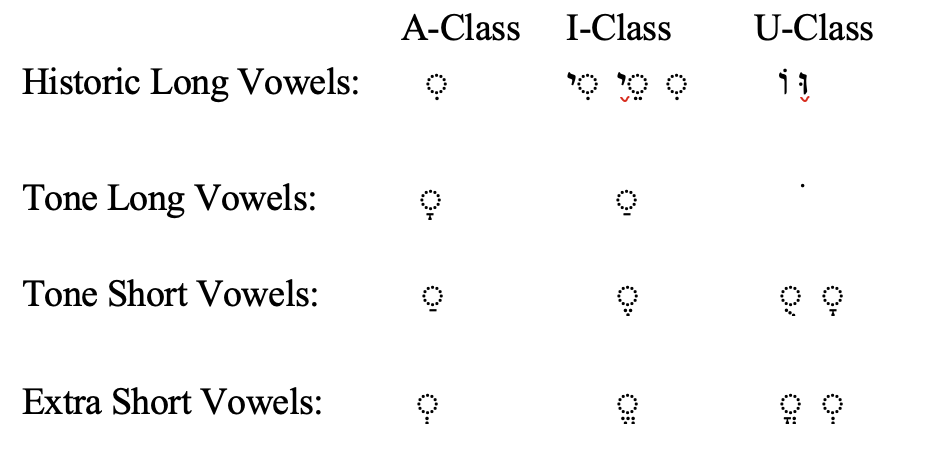 A-Class I-Class U-Class
Historic Long Vowels: ◌ִ ◌ִי ◌ֵי ◌ִ וֹ וּ
Tone Long Vowels: ◌ָ ◌ַ ֹ
Tone Short Vowels: ◌ַ ◌ֶ ◌ֻ ◌ָ
Extra Short Vowels: ◌ְ ◌ֱ ◌ֳ ◌ְ